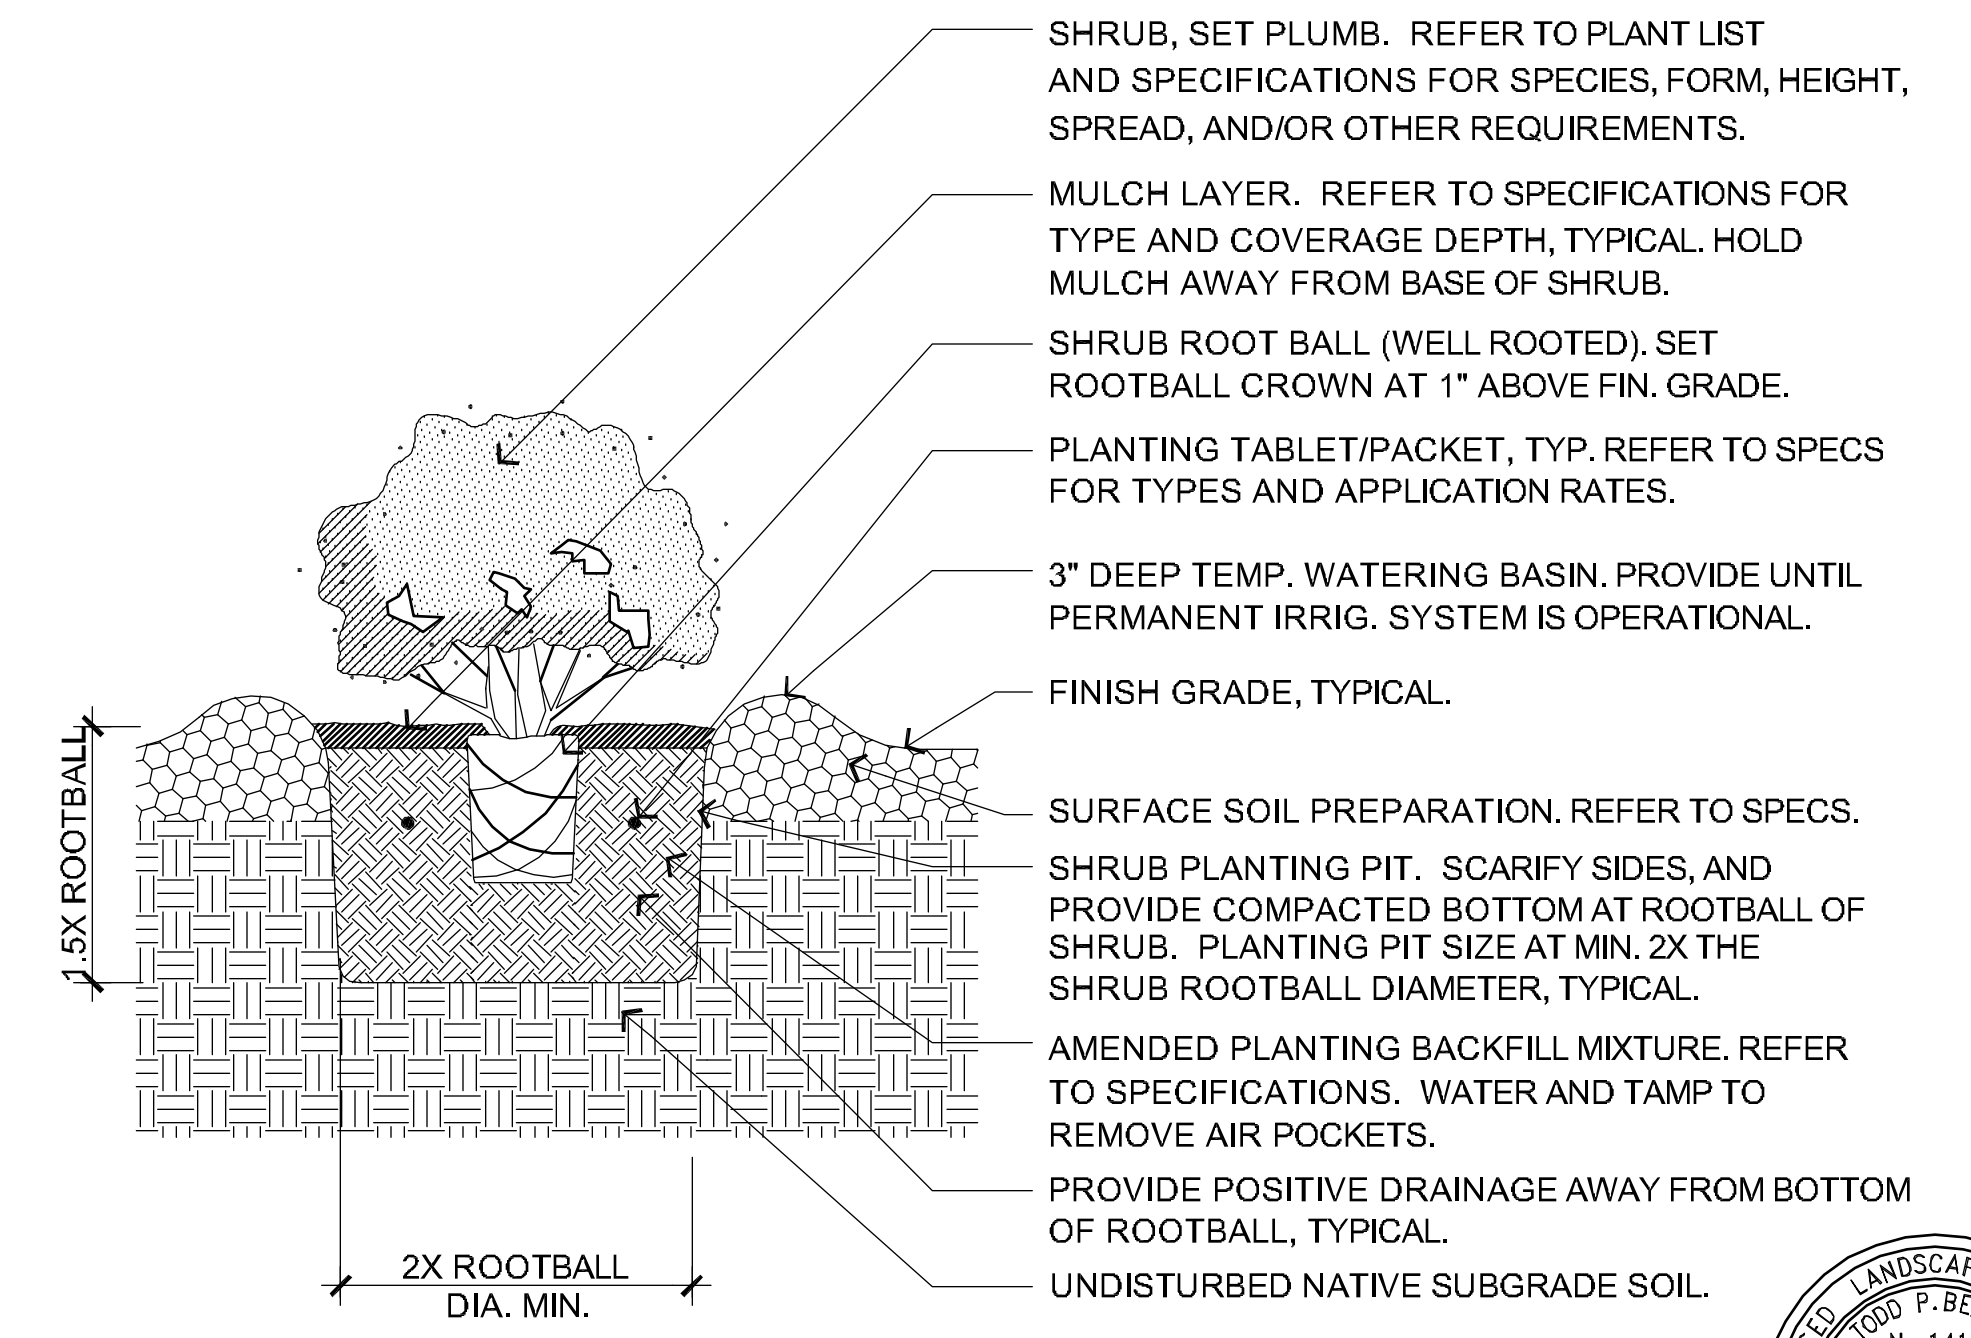 SHRUB, SET PLUMB. REFER TO PLANT LIST
AND SPECIFICATIONS FOR SPECIES, FORM, HEIGHT,
SPREAD, AND/OR OTHER REQUIREMENTS.
MULCH LAYER. REFER TO SPECIFICATIONS FOR
TYPE AND COVERAGE DEPTH, TYPICAL. HOLD
MULCH AWAY FROM BASE OF SHRUB.
SHRUB ROOT BALL (WELL ROOTED). SET
ROOTBALL CROWN AT 1" ABOVE FIN. GRADE.
PLANTING TABLET/PACKET, TYP. REFER TO SPECS
FOR TYPES AND APPLICATION RATES.
3" DEEP TEMP. WATERING BASIN. PROVIDE UNTIL
PERMANENT IRRIG. SYSTEM IS OPERATIONAL.
FINISH GRADE, TYPICAL.
SURFACE SOIL PREPARATION. REFER TO SPECS.
SHRUB PLANTING PIT. SCARIFY SIDES, AND
PROVIDE COMPACTED BOTTOM AT ROOTBALL OF
SHRUB. PLANTING PIT SIZE AT MIN. 2X THE
SHRUB ROOTBALL DIAMETER, TYPICAL.
AMENDED PLANTING BACKFILL MIXTURE. REFER
TO SPECIFICATIONS. WATER AND TAMP TO
REMOVE AIR POCKETS.
PROVIDE POSITIVE DRAINAGE AWAY FROM BOTTOM
OF ROOTBALL, TYPICAL.
UNDISTURBED NATIVE SUBGRADE SOIL.
1.5X ROOTBALL
2X ROOTBALL
DIA. MIN.
TODD P.